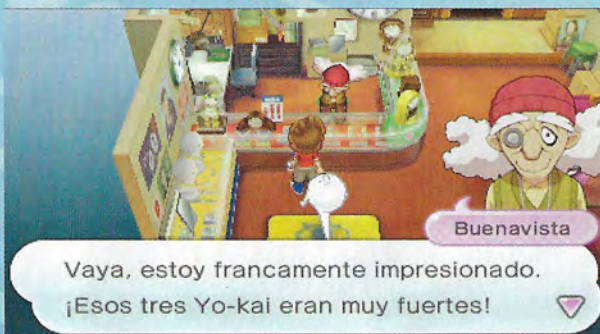 Buenavista
Vaya, estoy francamente impresionado.
¡Esos tres Yo-kai eran muy fuertes!